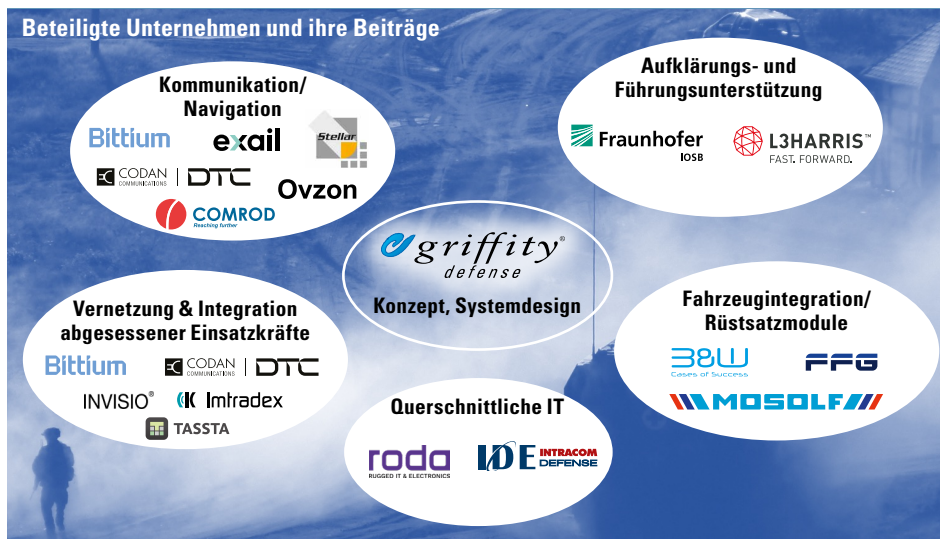 Beteiligte Unternehmen und ihre Beiträge
Kommunikation/
Navigation
Bittium
exail
Stellar
CODAN
COMMUNICATIONS
DTC
Ovzon
COMROD
Reaching further
Aufklärungs- und
Führungsunterstützung
Fraunhofer
IOSB
L3HARRIS™
FAST. FORWARD.
griffity®
defense
Konzept, Systemdesign
Vernetzung & Integration
abgesessener Einsatzkräfte
Bittium
CODAN
COMMUNICATIONS
DTC
INVISIO®
Imtradex
TASSTA
Querschnittliche IT
roda
RUGGED IT & ELECTRONICS
IDE
INTRACOM
DEFENSE
Fahrzeugintegration/
Rüstsatzmodule
B&W
Cases of Success
FFG
MOSOLF